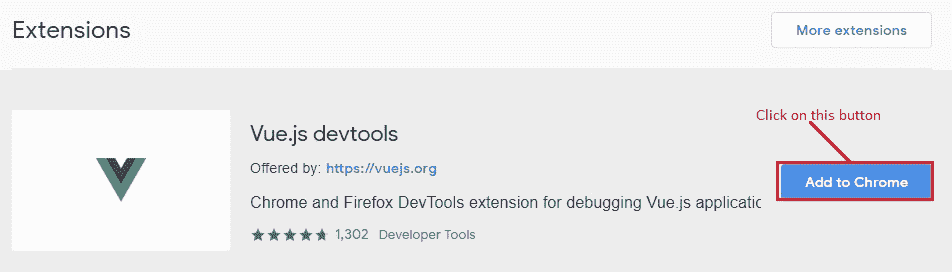 Extensions
More extensions
Click on this button
Vue.js devtools
Offered by: https://vuejs.org
Add to Chrome
Chrome and Firefox DevTools extension for debugging Vue.js applicatic
1,302 Developer Tools